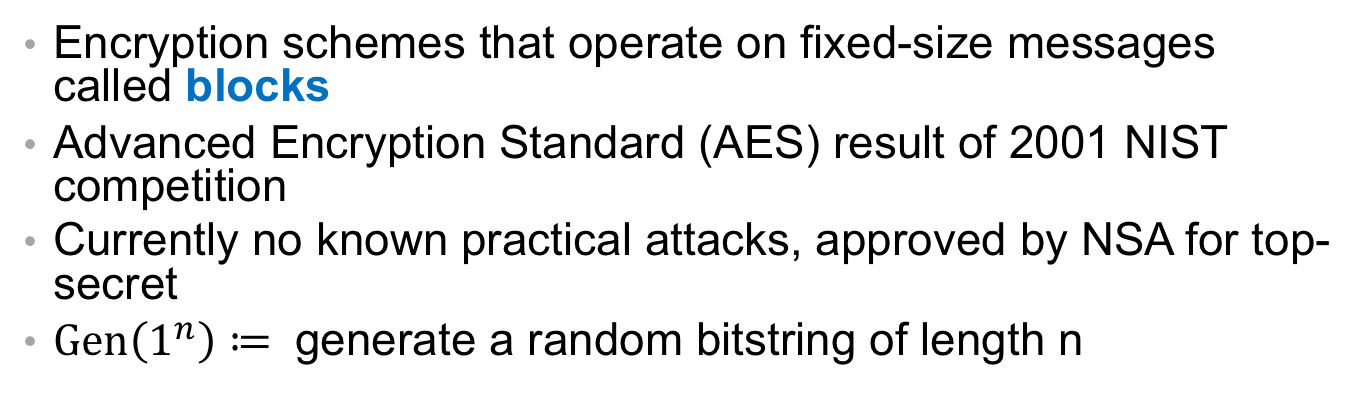 • Encryption schemes that operate on fixed-size messages
called blocks
• Advanced Encryption Standard (AES) result of 2001 NIST
competition
• Currently no known practical attacks, approved by NSA for top-
secret
• Gen(1ⁿ) ≔ generate a random bitstring of length n